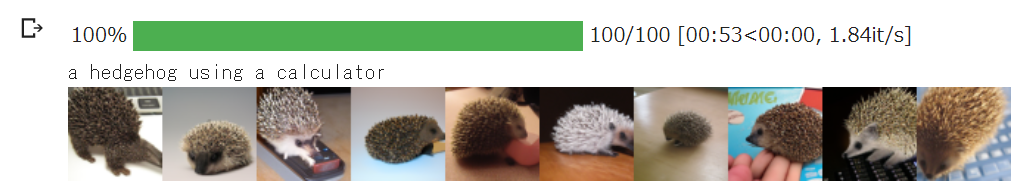 100% 100/100 [00:53<00:00, 1.84it/s]
a hedgehog using a calculator